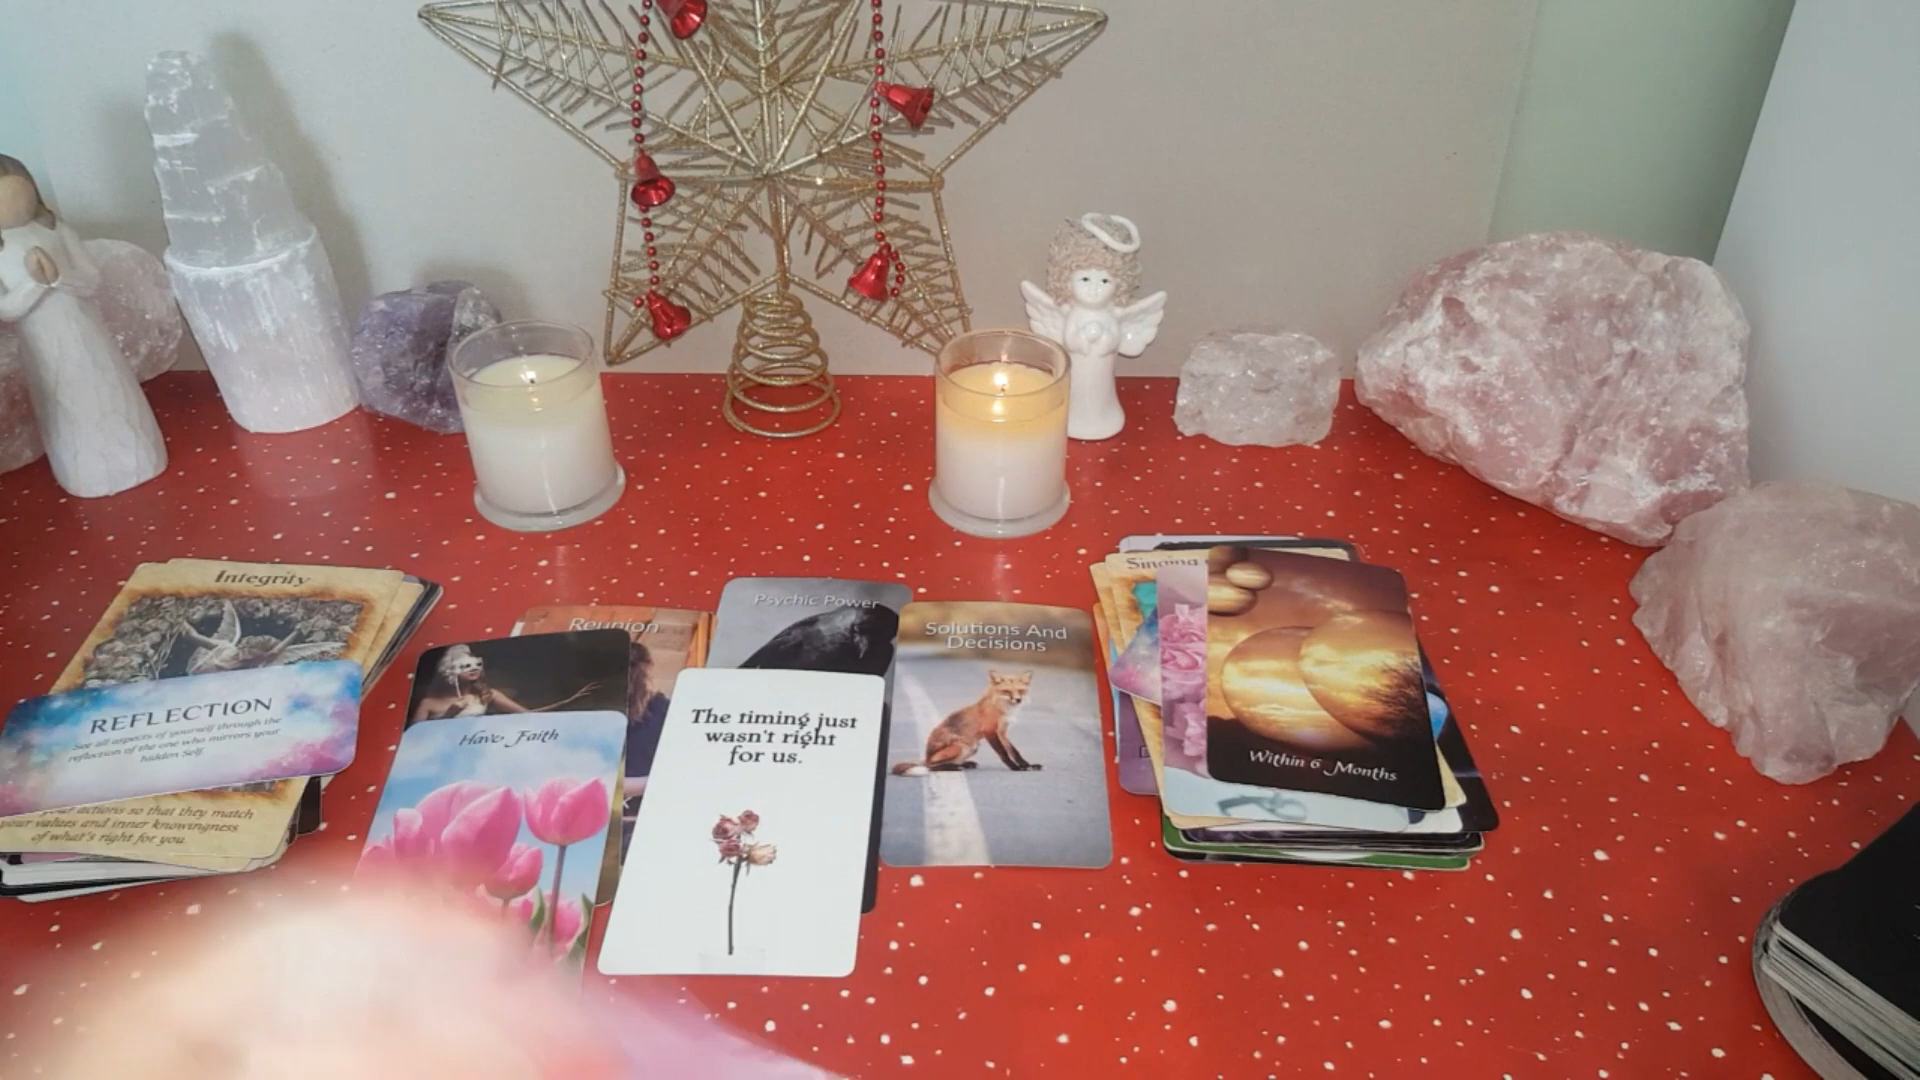 Integrity
REFLECTION
See all aspects of yourself through the
reflection of the one who mirrors your
hidden Self.
your actions so that they match
your values and inner knowingness
of what's right for you.
Reunion
Have Faith
Psychic Power
The timing just
wasn't right
for us.
Solutions And
Decisions
Singing
Within 6 Months